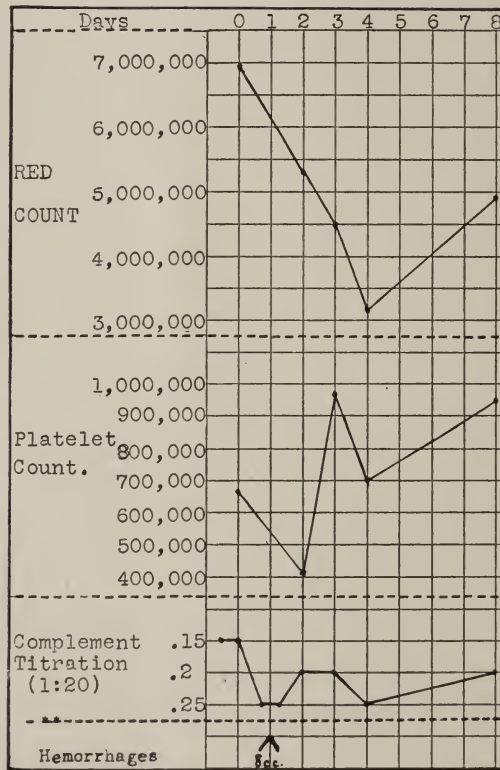 Days 0 1 2 3 4 5 6 7 8
7,000,000
6,000,000
RED
5,000,000
COUNT
4,000,000
3,000,000
1,000,000
900,000
Platelet
800,000
Count.
700,000
600,000
500,000
400,000
Complement .15
Titration
.2
(1:20)
.25
**
Hemorrhages 8cc.